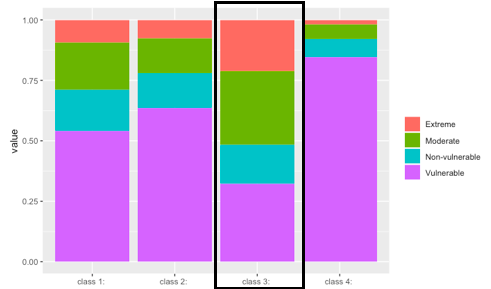 1.00
0.75
0.50
0.25
0.00
value
class 1:
class 2:
class 3:
class 4:
Extreme
Moderate
Non-vulnerable
Vulnerable